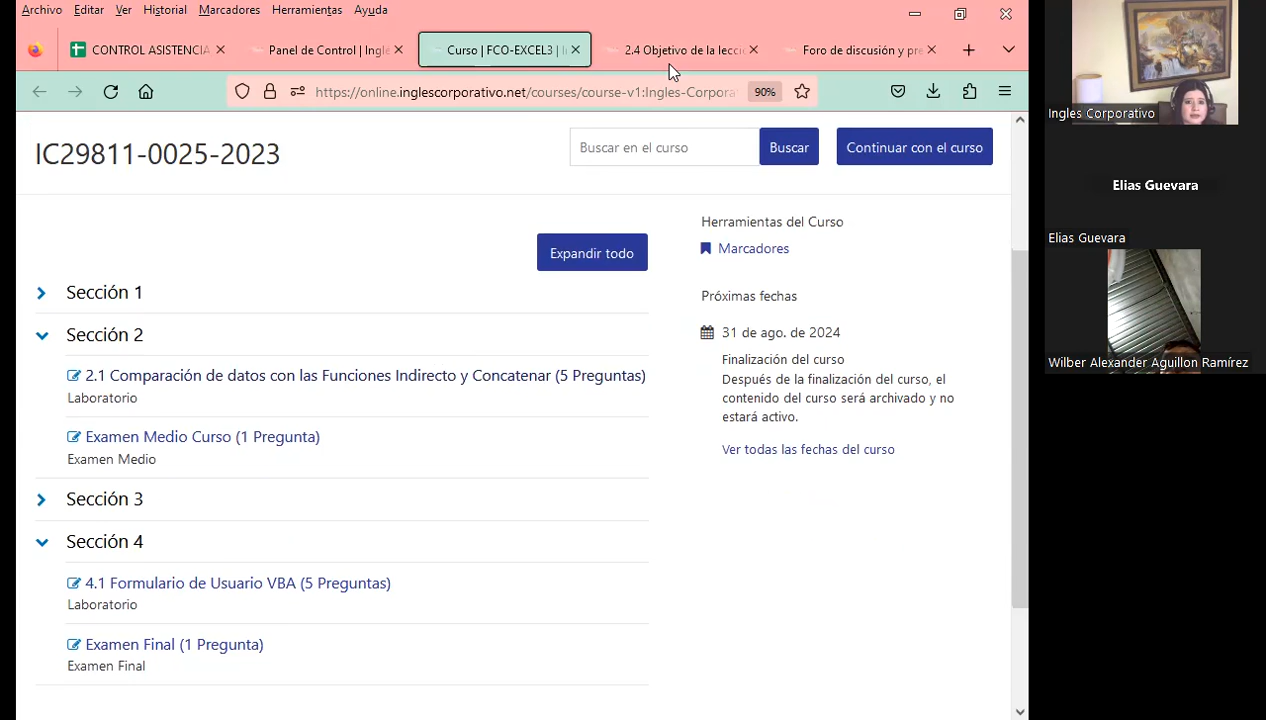 Archivo Editar Ver Historial Marcadores Herramientas Ayuda
CONTROL ASISTENCIA
Panel de Control | Ingle
Curso | FCO-EXCEL3 | I
2.4 Objetivo de la lecci
Foro de discusión y pre
https://online.inglescorporativo.net/courses/course-v1:Ingles-Corpora
90%
IC29811-0025-2023
Buscar en el curso
Buscar
Continuar con el curso
Expandir todo
Sección 1
Sección 2
2.1 Comparación de datos con las Funciones Indirecto y Concatenar (5 Preguntas)
Laboratorio
Examen Medio Curso (1 Pregunta)
Examen Medio
Sección 3
Sección 4
4.1 Formulario de Usuario VBA (5 Preguntas)
Laboratorio
Examen Final (1 Pregunta)
Examen Final
Herramientas del Curso
Marcadores
Próximas fechas
31 de ago. de 2024
Finalización del curso
Después de la finalización del curso, el
contenido del curso será archivado y no
estará activo.
Ver todas las fechas del curso
Ingles Corporativo
Elias Guevara
Elias Guevara
Wilber Alexander Aguillon Ramírez